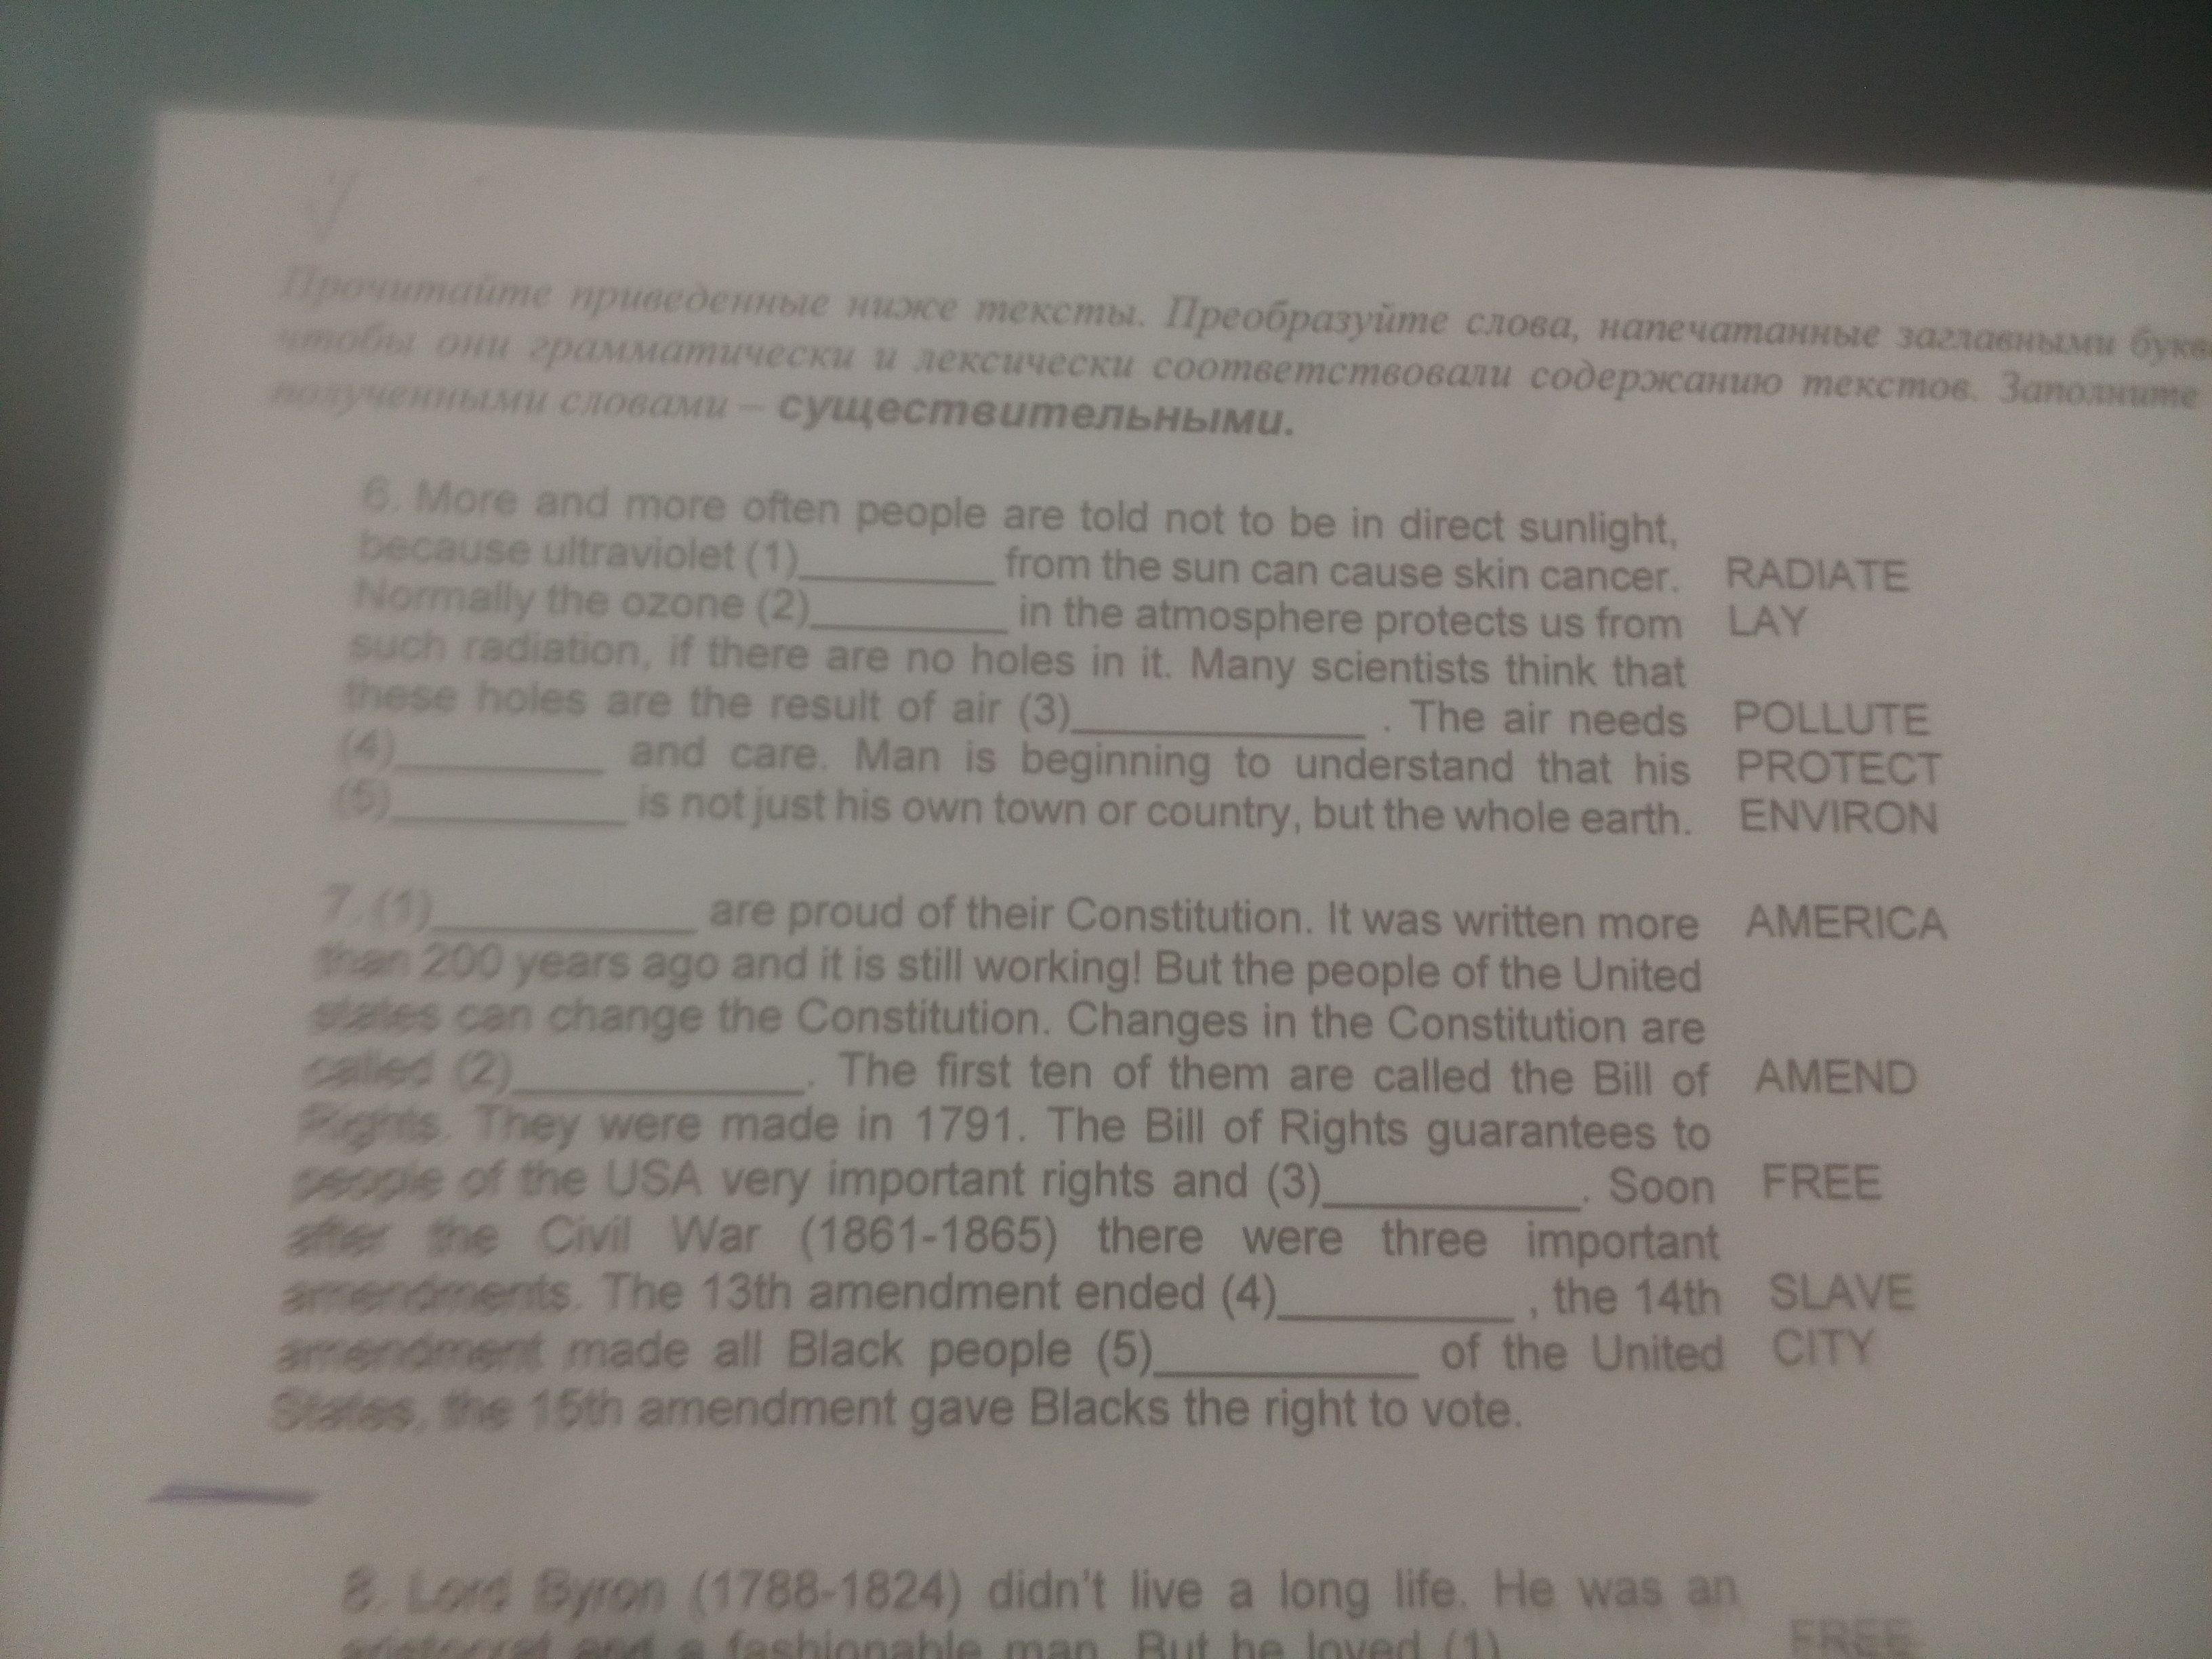 Прочитайте приведенные ниже тексты. Преобразуйте слова, напечатанные заглавными
чтобы они грамматически и лексически соответствовали содержанию текстов. Заполните
полученными словами – существительными.
6. More and more often people are told not to be in direct sunlight,
because ultraviolet (1)________ from the sun can cause skin cancer. RADIATE
Normally the ozone (2)________ in the atmosphere protects us from LAY
such radiation, if there are no holes in it. Many scientists think that
these holes are the result of air (3)____________ . The air needs POLLUTE
(4)_________ and care. Man is beginning to understand that his PROTECT
(5)__________ is not just his own town or country, but the whole earth. ENVIRON
7. (1)___________ are proud of their Constitution. It was written more AMERICA
than 200 years ago and it is still working! But the people of the United
states can change the Constitution. Changes in the Constitution are
called (2)____________. The first ten of them are called the Bill of AMEND
Rights. They were made in 1791. The Bill of Rights guarantees to
people of the USA very important rights and (3)___________. Soon FREE
after the Civil War (1861-1865) there were three important
amendments. The 13th amendment ended (4)__________ , the 14th SLAVE
amendment made all Black people (5)___________ of the United CITY
States, the 15th amendment gave Blacks the right to vote.
8. Lord Byron (1788-1824) didn't live a long life. He was an
aristocrat and a fashionable man. But he loved (1) FREE